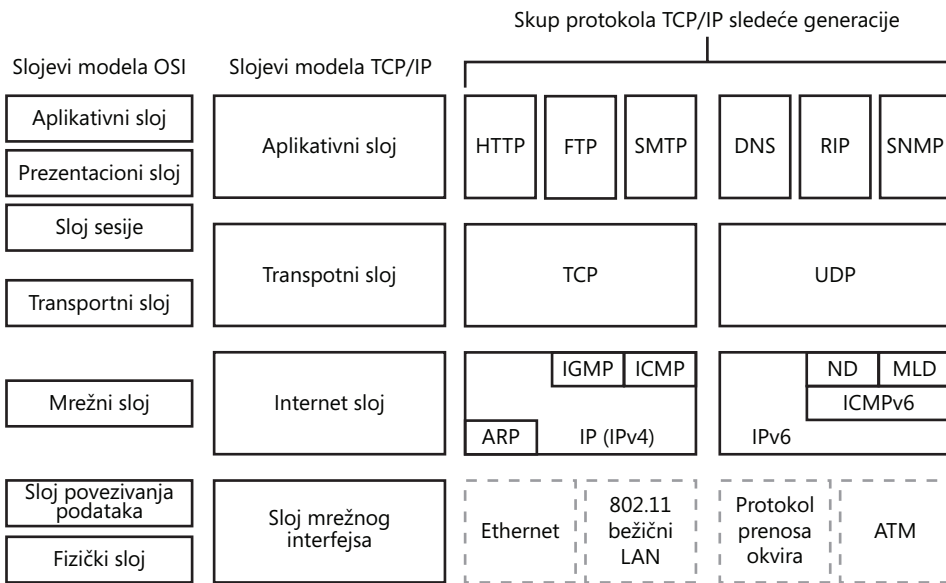 Skup protokola TCP/IP sledeće generacije
Slojevi modela OSI
Slojevi modela TCP/IP
Aplikativni sloj
Prezentacioni sloj
Sloj sesije
Transportni sloj
Mrežni sloj
Sloj povezivanja
podataka
Fizički sloj
Aplikativni sloj
Transpotni sloj
Internet sloj
Sloj mrežnog
interfejsa
HTTP
FTP
SMTP
DNS
RIP
SNMP
TCP
UDP
IGMP
ICMP
ARP
IP (IPv4)
ND
MLD
ICMPv6
IPv6
Ethernet
802.11
bežični
LAN
Protokol
prenosa
okvira
ATM